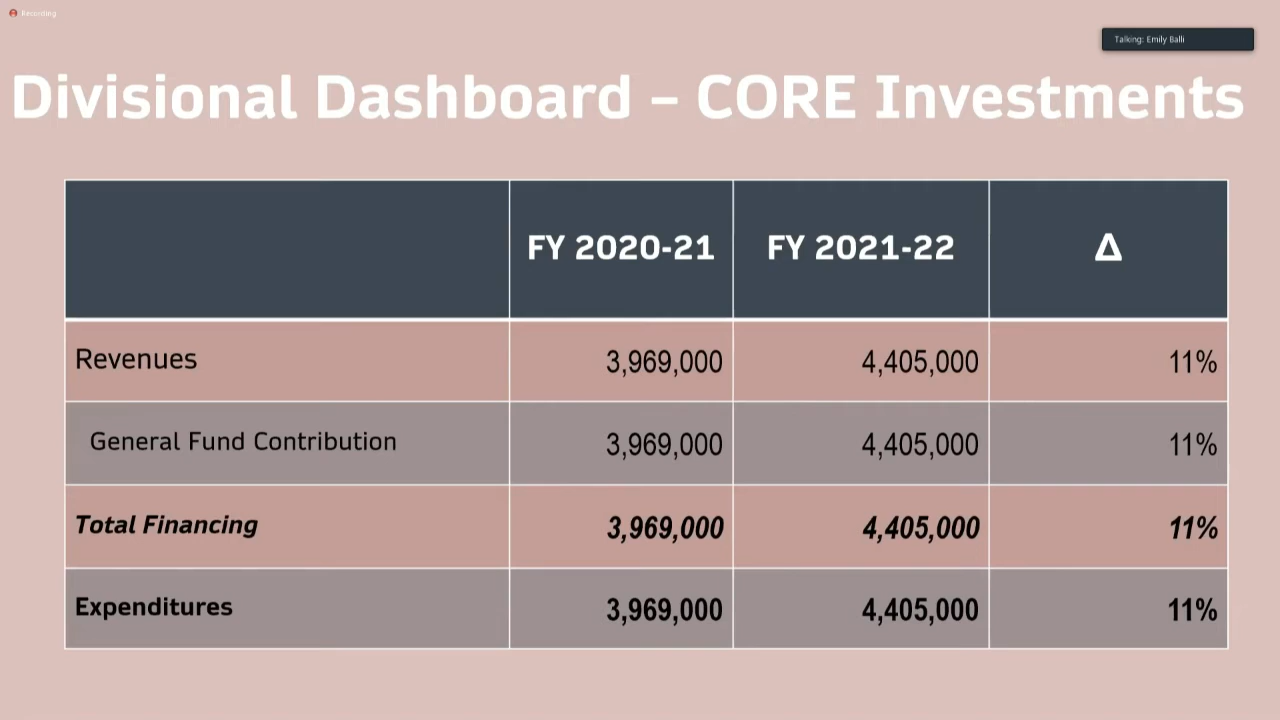 Recording
Talking: Emily Balli
Divisional Dashboard – CORE Investments
FY 2020-21 FY 2021-22 Δ
Revenues 3,969,000 4,405,000 11%
General Fund Contribution 3,969,000 4,405,000 11%
Total Financing 3,969,000 4,405,000 11%
Expenditures 3,969,000 4,405,000 11%